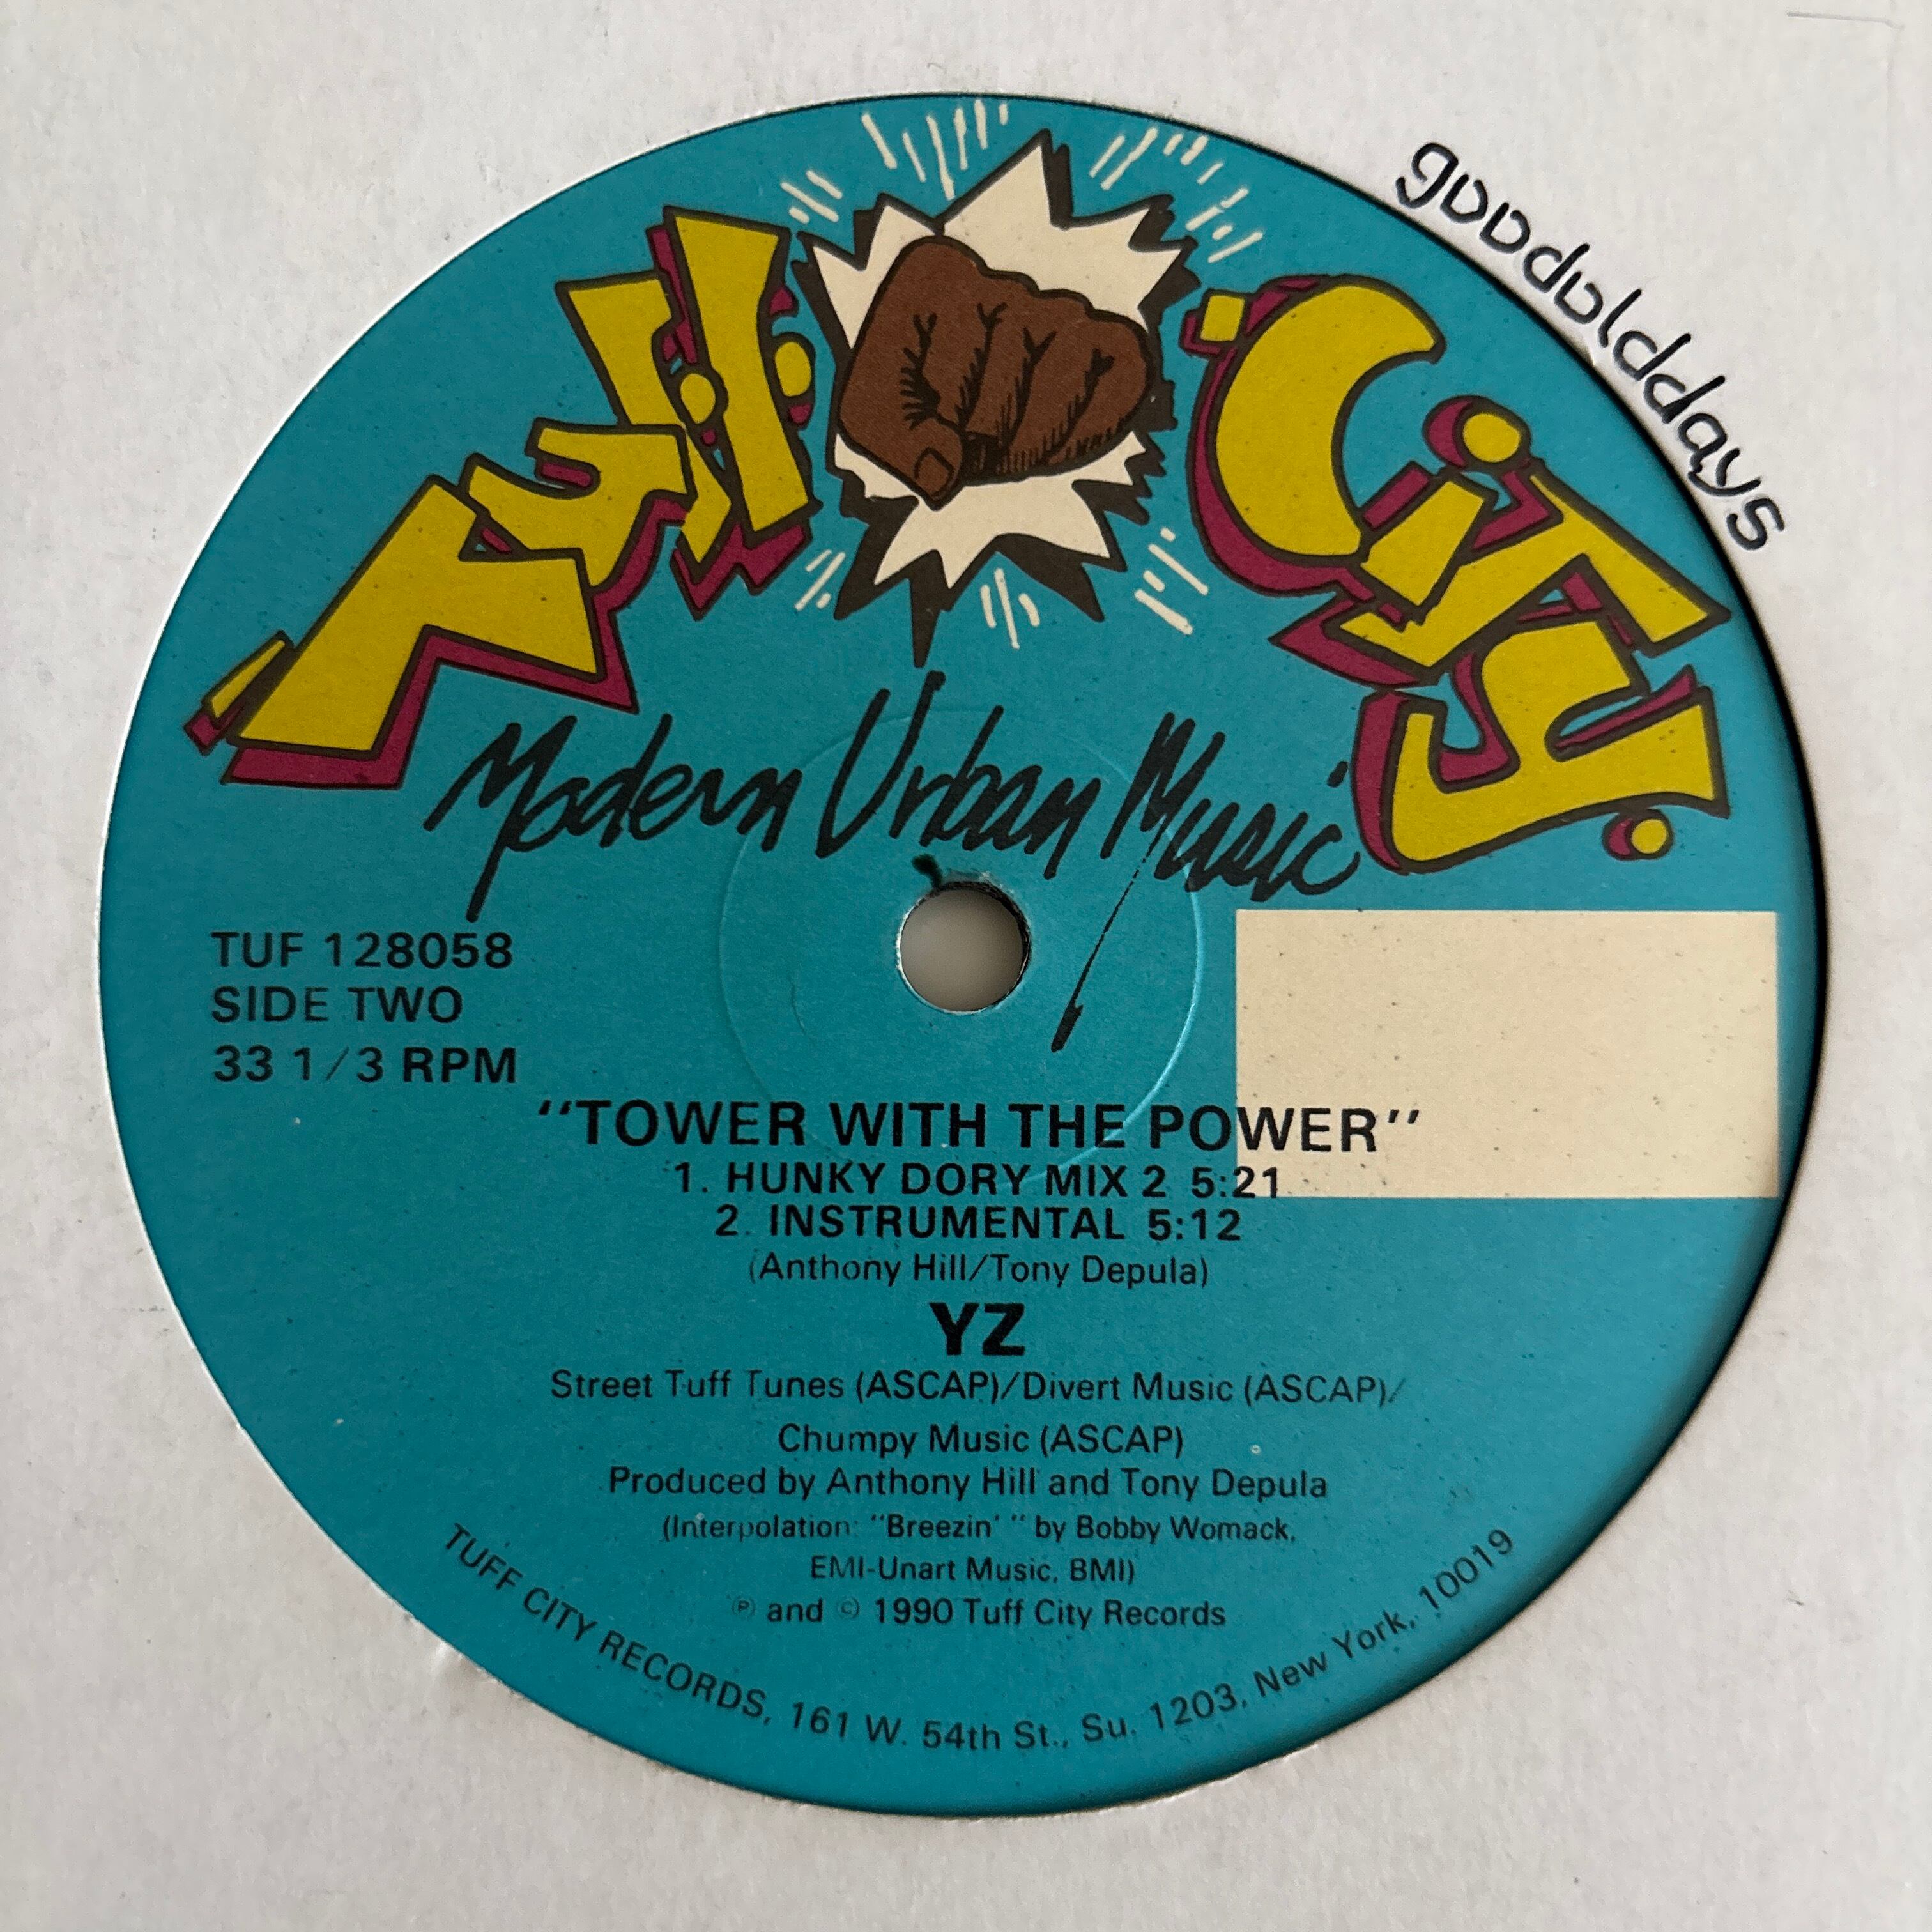 Tuff City
goodolddays
Modern Urban Music
TUF 128058
SIDE TWO
33 1/3 RPM
"TOWER WITH THE POWER"
1. HUNKY DORY MIX 2 5:21
2. INSTRUMENTAL 5:12
(Anthony Hill/Tony Depula)
YZ
Street Tuff Tunes (ASCAP)/Divert Music (ASCAP)/
Chumpy Music (ASCAP)
Produced by Anthony Hill and Tony Depula
(Interpolation: "Breezin' " by Bobby Womack,
EMI-Unart Music, BMI)
℗ and © 1990 Tuff City Records
TUFF CITY RECORDS, 161 W. 54th St., Su. 1203, New York, 10019